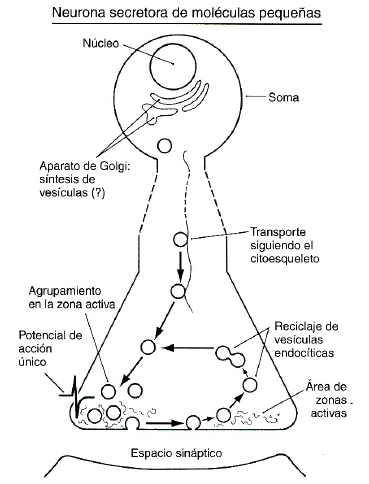 Neurona secretora de moléculas pequeñas
Núcleo
Soma
Aparato de Golgi:
síntesis de
vesículas (?)
Transporte
siguiendo el
citoesqueleto
Agrupamiento
en la zona activa
Potencial de
acción
único
Reciclaje de
vesículas
endocíticas
Área de
zonas .
activas
Espacio sináptico